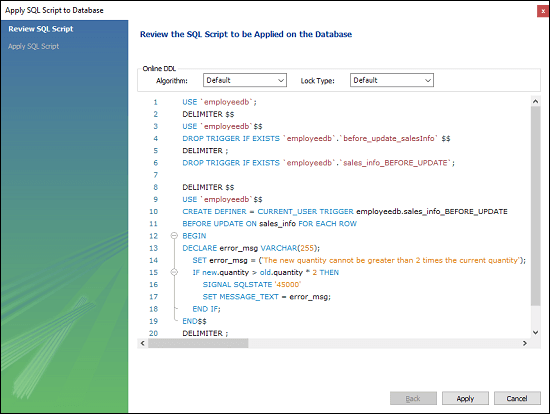 Apply SQL Script to Database
x
Review SQL Script
Apply SQL Script
Review the SQL Script to be Applied on the Database
Online DDL
Algorithm: Default Lock Type: Default
1 USE `employeedb`;
2 DELIMITER $$
3 USE `employeedb`$$
4 DROP TRIGGER IF EXISTS `employeedb`.`before_update_salesInfo` $$
5 DELIMITER ;
6 DROP TRIGGER IF EXISTS `employeedb`.`sales_info_BEFORE_UPDATE`;
7
8 DELIMITER $$
9 USE `employeedb`$$
10 CREATE DEFINER = CURRENT_USER TRIGGER employeedb.sales_info_BEFORE_UPDATE
11 BEFORE UPDATE ON sales_info FOR EACH ROW
12 BEGIN
13 DECLARE error_msg VARCHAR(255);
14 SET error_msg = ('The new quantity cannot be greater than 2 times the current quantity');
15 IF new.quantity > old.quantity * 2 THEN
16 SIGNAL SQLSTATE '45000'
17 SET MESSAGE_TEXT = error_msg;
18 END IF;
19 END$$
20 DELIMITER ;
Back Apply Cancel